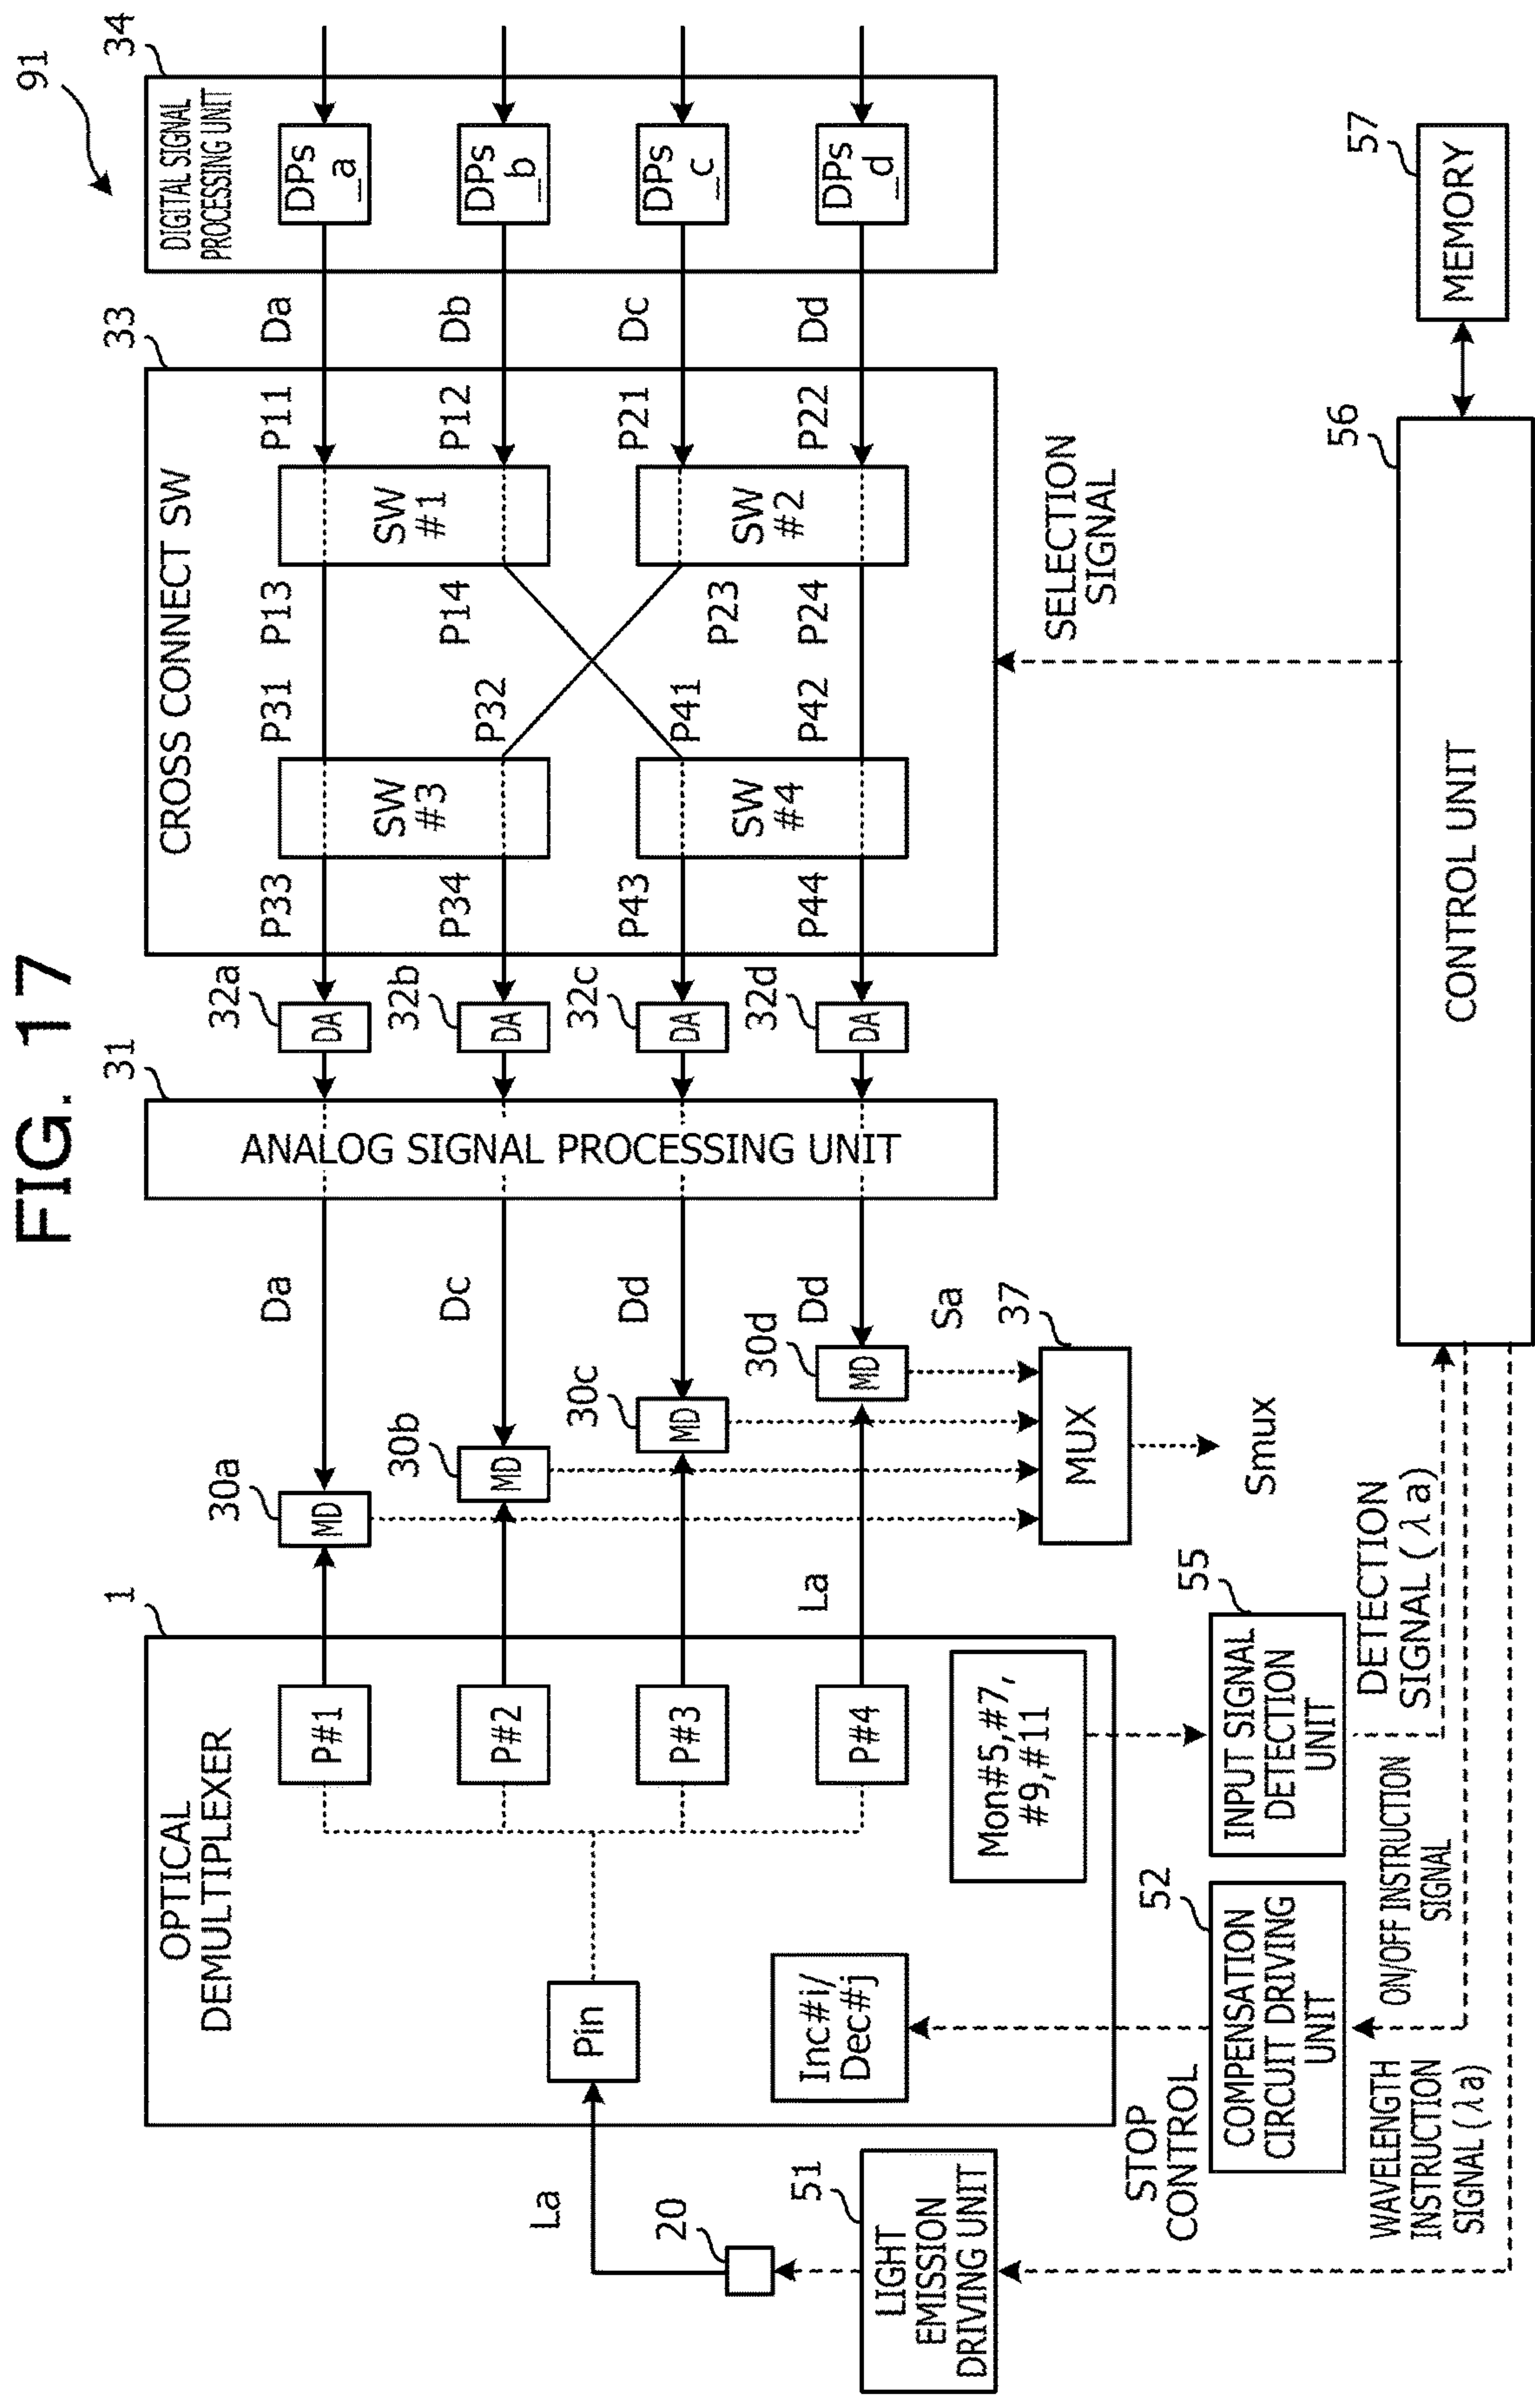 FIG. 17
91
1
OPTICAL
DEMULTIPLEXER
Pin
P#1
P#2
P#3
P#4
Inc#i/
Dec#j
Mon#5,#7,
#9,#11
La
20
51
LIGHT
EMISSION
DRIVING UNIT
STOP
CONTROL
52
COMPENSATION
CIRCUIT DRIVING
UNIT
55
INPUT SIGNAL
DETECTION
UNIT
WAVELENGTH
INSTRUCTION
SIGNAL (λa)
ON/OFF INSTRUCTION
SIGNAL
DETECTION
SIGNAL (λa)
La
30a
MD
30b
MD
30c
MD
30d
MD
Da
Dc
Dd
Dd
Sa
37
MUX
Smux
31
ANALOG SIGNAL PROCESSING UNIT
32a
DA
32b
DA
32c
DA
32d
DA
33
CROSS CONNECT SW
P33
P34
P43
P44
SW
#3
SW
#4
P31
P32
P41
P42
P13
P14
P23
P24
SW
#1
SW
#2
P11
P12
P21
P22
SELECTION
SIGNAL
Da
Db
Dc
Dd
34
DIGITAL SIGNAL
PROCESSING UNIT
DPs
_a
DPs
_b
DPs
_c
DPs
_d
56
CONTROL UNIT
57
MEMORY